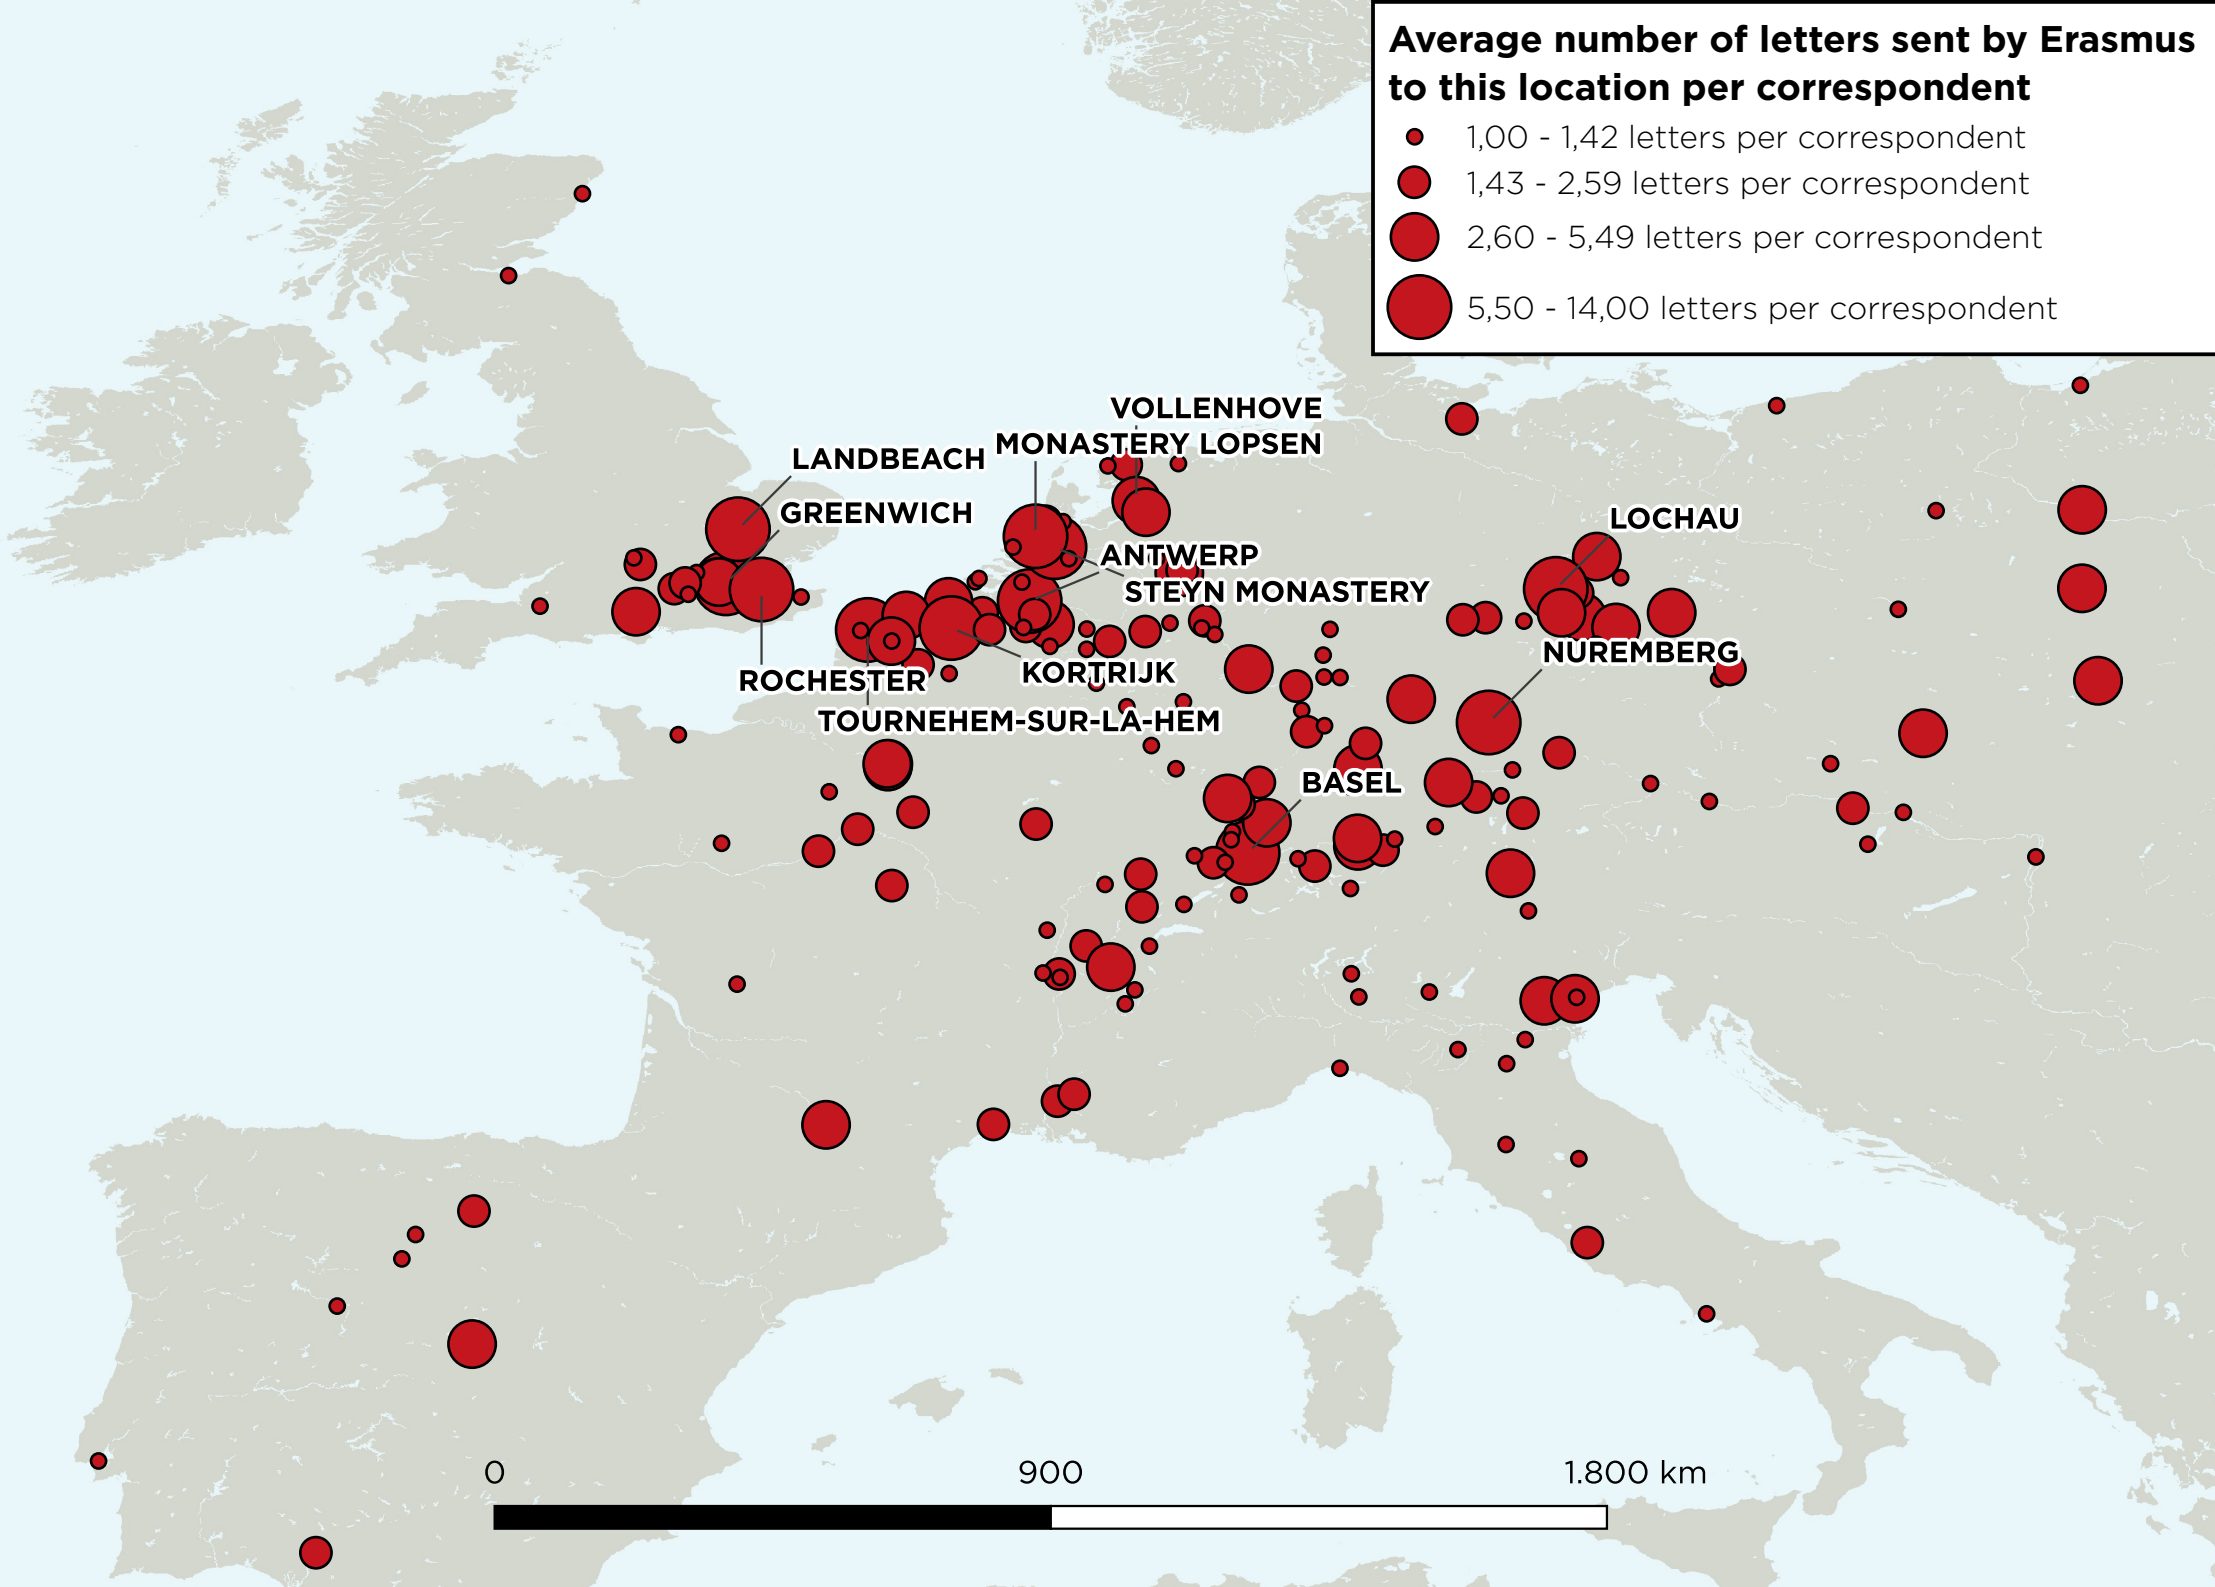 Average number of letters sent by Erasmus
to this location per correspondent
1,00 - 1,42 letters per correspondent
1,43 - 2,59 letters per correspondent
2,60 - 5,49 letters per correspondent
5,50 - 14,00 letters per correspondent
VOLLENHOVE
MONASTERY LOPSEN
LANDBEACH
GREENWICH
LOCHAU
ANTWERP
STEYN MONASTERY
NUREMBERG
KORTRIJK
ROCHESTER
TOURNEHEM-SUR-LA-HEM
BASEL
0 900 1.800 km